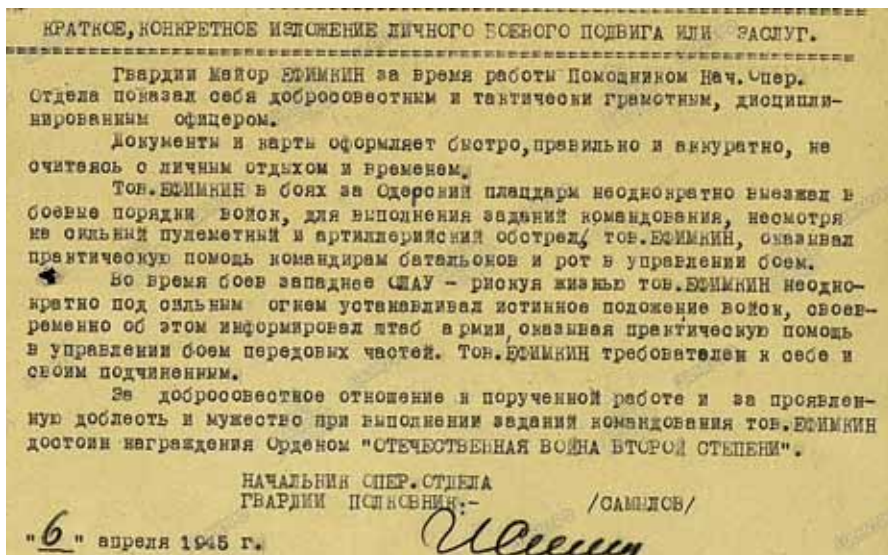 КРАТКОЕ, КОНКРЕТНОЕ ИЗЛОЖЕНИЕ ЛИЧНОГО БОЕВОГО ПОДВИГА ИЛИ ЗАСЛУГ.
Гвардии Майор ЕФИМКИН за время работы Помощником Нач.Опер.
Отдела показал себя добросовестным и тактически грамотным, дисципли-
нированным офицером.
Документы и карты оформляет быстро,правильно и аккуратно, не
считаясь с личным отдыхом и временем.
Тов.ЕФИМКИН в боях за Одерский плацдарм неоднократно выезжал в
боевые порядки войск, для выполнения заданий командования, несмотря
на сильный пулеметный и артиллерийский обстрел, тов.ЕФИМКИН, оказывал
практическую помощь командирам батальонов и рот в управлении боем.
Во время боев западнее ОЛАУ - рискуя жизнью тов.ЕФИМКИН неодно-
кратно под сильным огнем устанавливал истинное положение войск, своев-
ременно об этом информировал штаб армии, оказывая практическую помощь
в управлении боем передовых частей. Тов.ЕФИМКИН требователен к себе и
своим подчиненным.
За добросовестное отношение к порученной работе и за проявлен-
ную доблесть и мужество при выполнении заданий командования тов.ЕФИМКИН
достоин награждения Орденом "ОТЕЧЕСТВЕННАЯ ВОЙНА ВТОРОЙ СТЕПЕНИ".
НАЧАЛЬНИК ОПЕР.ОТДЕЛА
ГВАРДИИ ПОЛКОВНИК:- /САМИЛОВ/
"6" апреля 1945 г.